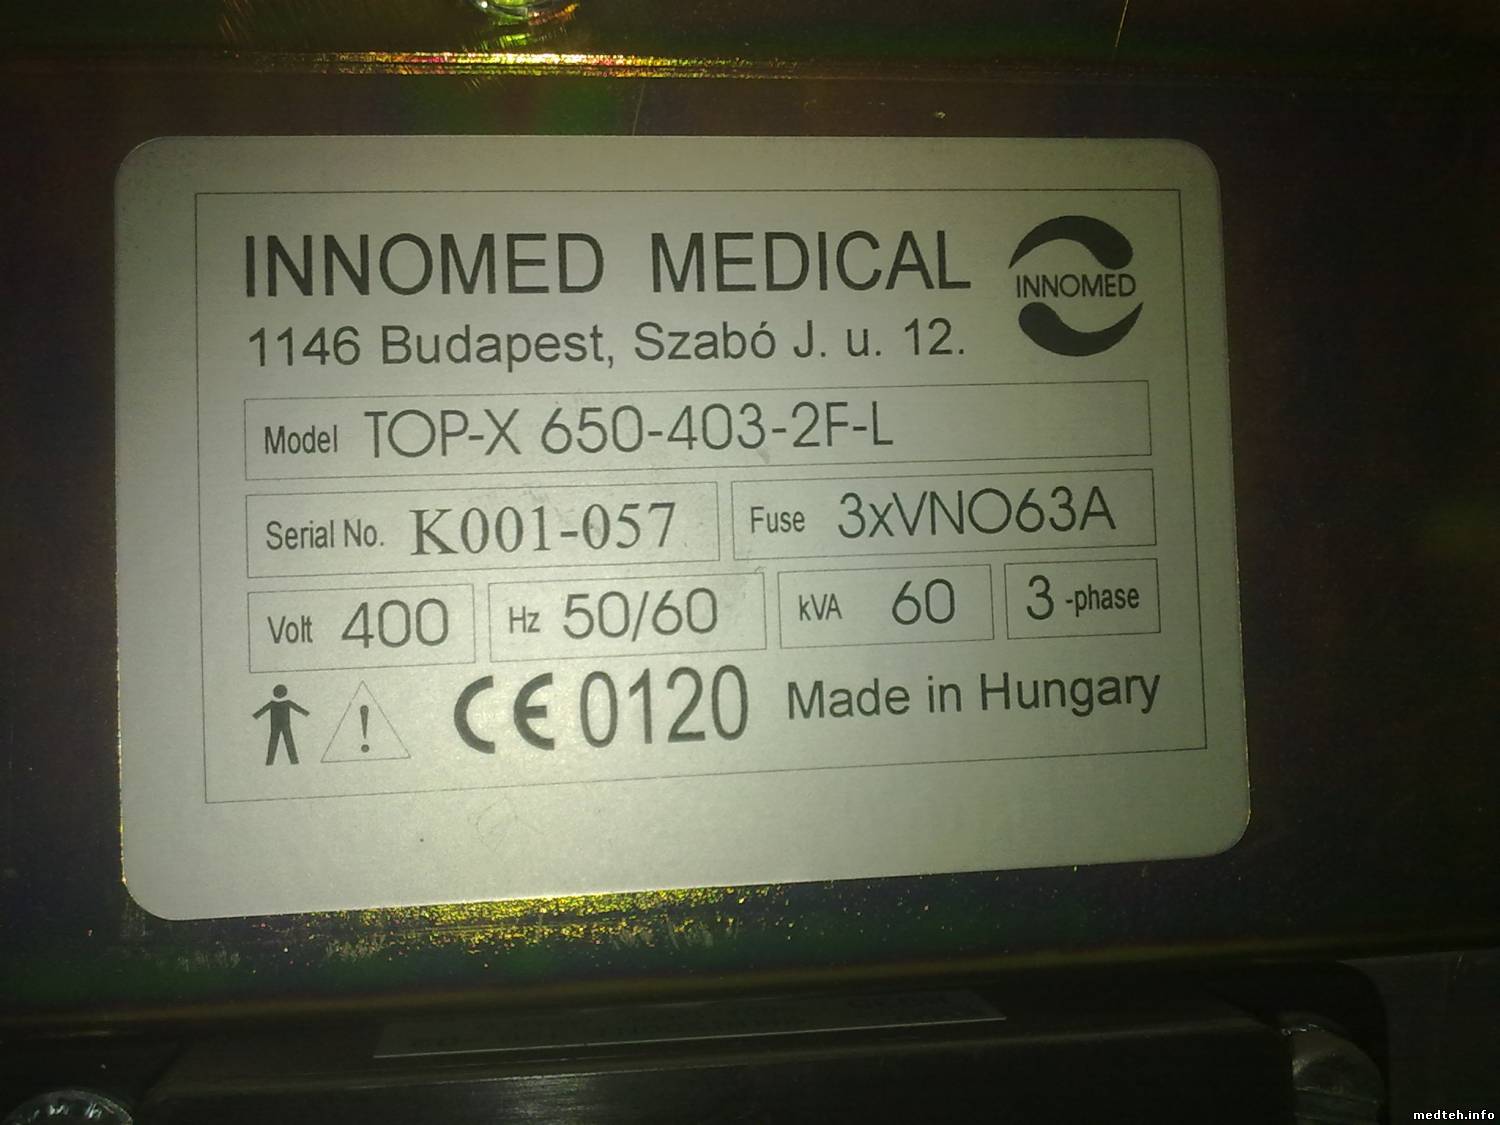 INNOMED MEDICAL
INNOMED
1146 Budapest, Szabó J. u. 12.
Model TOP-X 650-403-2F-L
Serial No. K001-057 Fuse 3xVNO63A
Volt 400 Hz 50/60 kVA 60 3-phase
! CE 0120 Made in Hungary
medteh.info